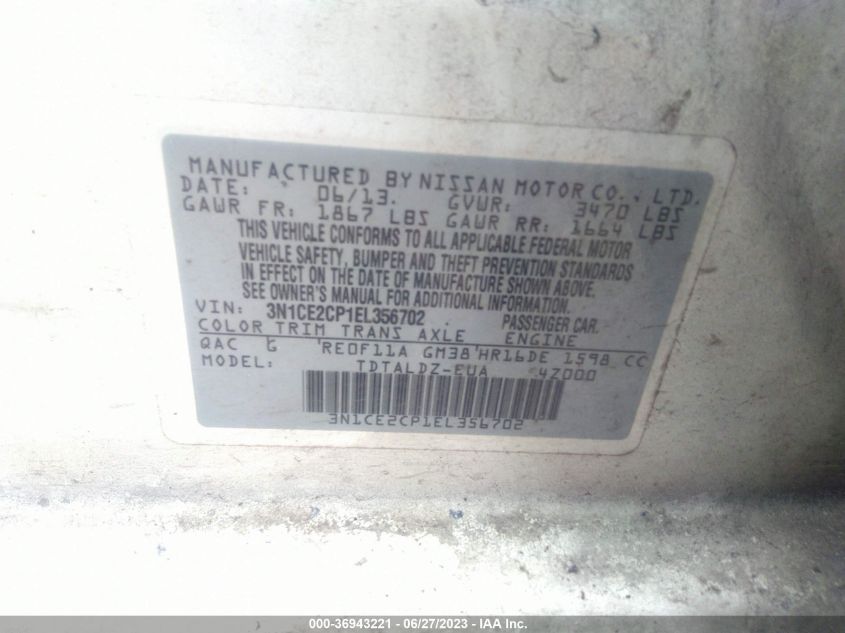 MANUFACTURED BY NISSAN MOTOR CO., LTD.
DATE: 06/13. GVWR: 3470 LBS
GAWR FR: 1867 LBS GAWR RR: 1664 LBS
THIS VEHICLE CONFORMS TO ALL APPLICABLE FEDERAL MOTOR
VEHICLE SAFETY, BUMPER AND THEFT PREVENTION STANDARDS
IN EFFECT ON THE DATE OF MANUFACTURE SHOWN ABOVE.
SEE OWNER'S MANUAL FOR ADDITIONAL INFORMATION.
VIN: 3N1CE2CP1EL356702 PASSENGER CAR.
COLOR TRIM TRANS AXLE ENGINE
QAC G RE0F11A GM38 HR16DE 1598 CC
MODEL: TDTALDZ-EUA 4Z000
3N1CE2CP1EL356702
000-36943221 - 06/27/2023 - IAA, Inc.